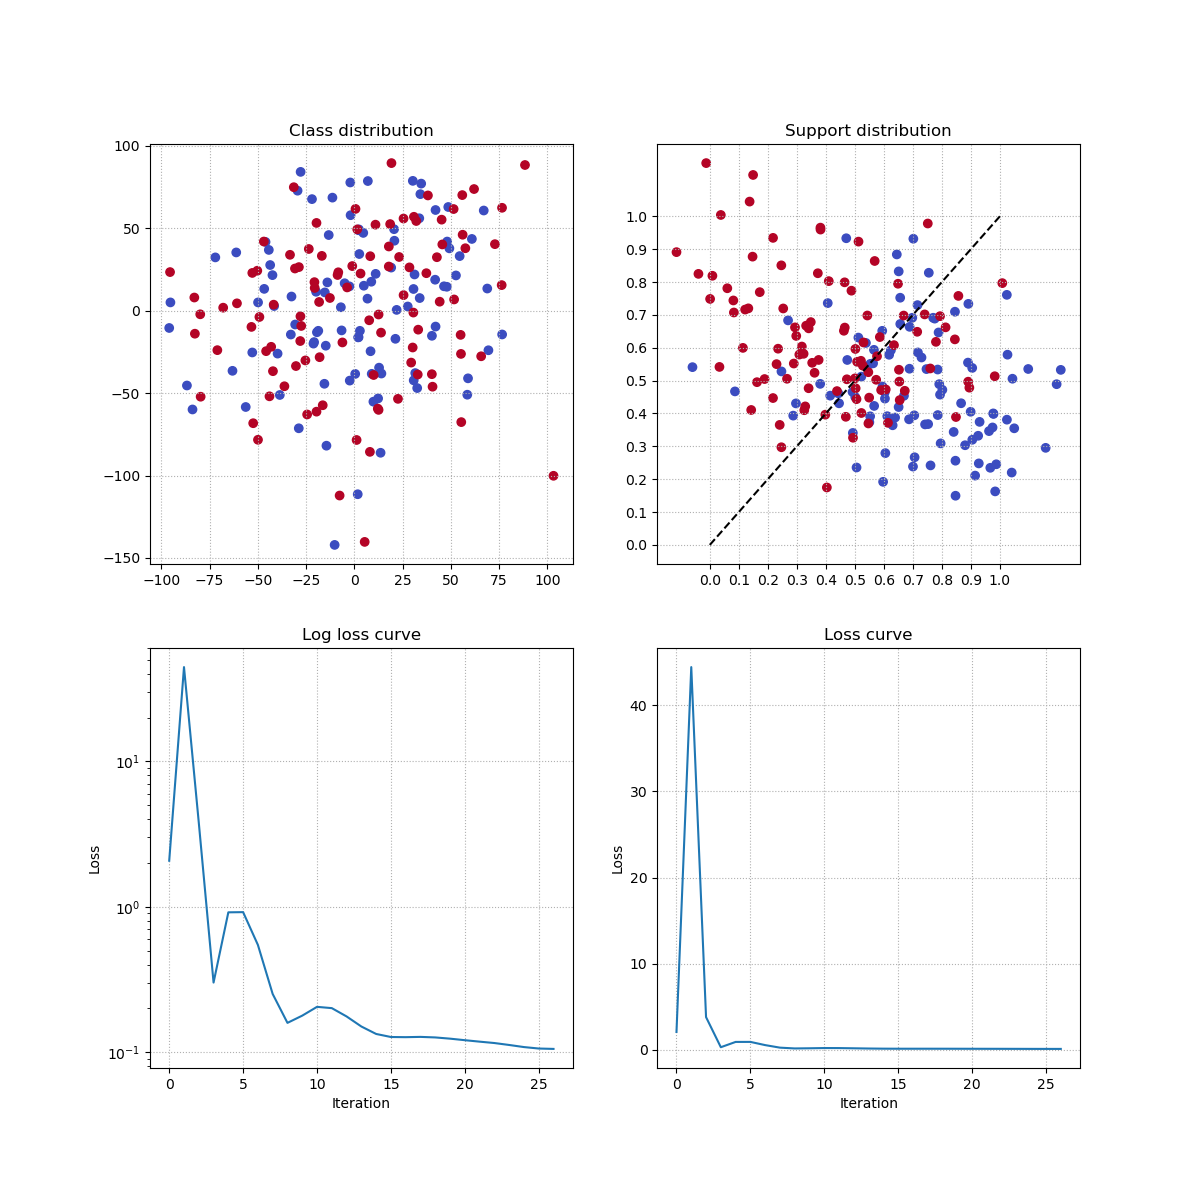 Class distribution
100
50
0
−50
−100
−150
−100 −75 −50 −25 0 25 50 75 100
Support distribution
1.0
0.9
0.8
0.7
0.6
0.5
0.4
0.3
0.2
0.1
0.0
0.0 0.1 0.2 0.3 0.4 0.5 0.6 0.7 0.8 0.9 1.0
Log loss curve
Loss
10¹
10⁰
10⁻¹
0 5 10 15 20 25
Iteration
Loss curve
Loss
40
30
20
10
0
0 5 10 15 20 25
Iteration